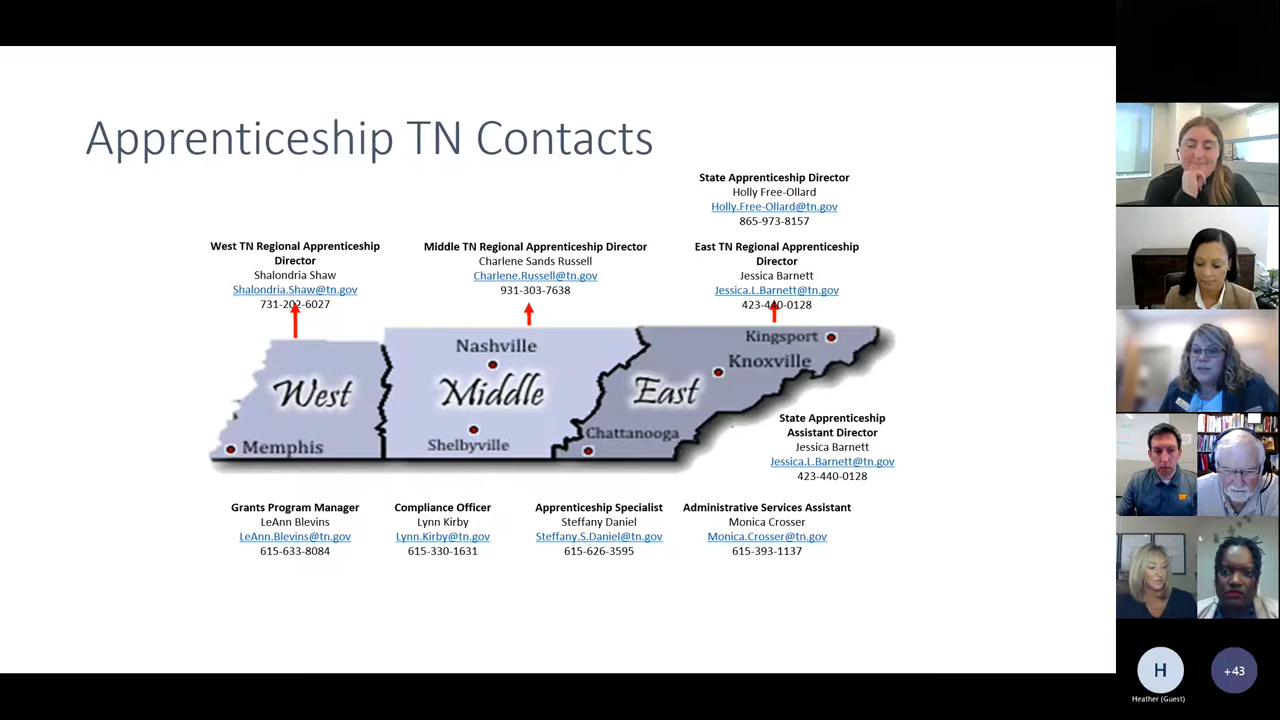 Apprenticeship TN Contacts
State Apprenticeship Director
Holly Free-Ollard
Holly.Free-Ollard@tn.gov
865-973-8157
West TN Regional Apprenticeship
Director
Shalondria Shaw
Shalondria.Shaw@tn.gov
731-202-6027
Middle TN Regional Apprenticeship Director
Charlene Sands Russell
Charlene.Russell@tn.gov
931-303-7638
East TN Regional Apprenticeship
Director
Jessica Barnett
Jessica.L.Barnett@tn.gov
423-440-0128
West
Memphis
Nashville
Middle
Shelbyville
Kingsport
Knoxville
East
Chattanooga
State Apprenticeship
Assistant Director
Jessica Barnett
Jessica.L.Barnett@tn.gov
423-440-0128
Grants Program Manager
LeAnn Blevins
LeAnn.Blevins@tn.gov
615-633-8084
Compliance Officer
Lynn Kirby
Lynn.Kirby@tn.gov
615-330-1631
Apprenticeship Specialist
Steffany Daniel
Steffany.S.Daniel@tn.gov
615-626-3595
Administrative Services Assistant
Monica Crosser
Monica.Crosser@tn.gov
615-393-1137
H
Heather (Guest)
+43